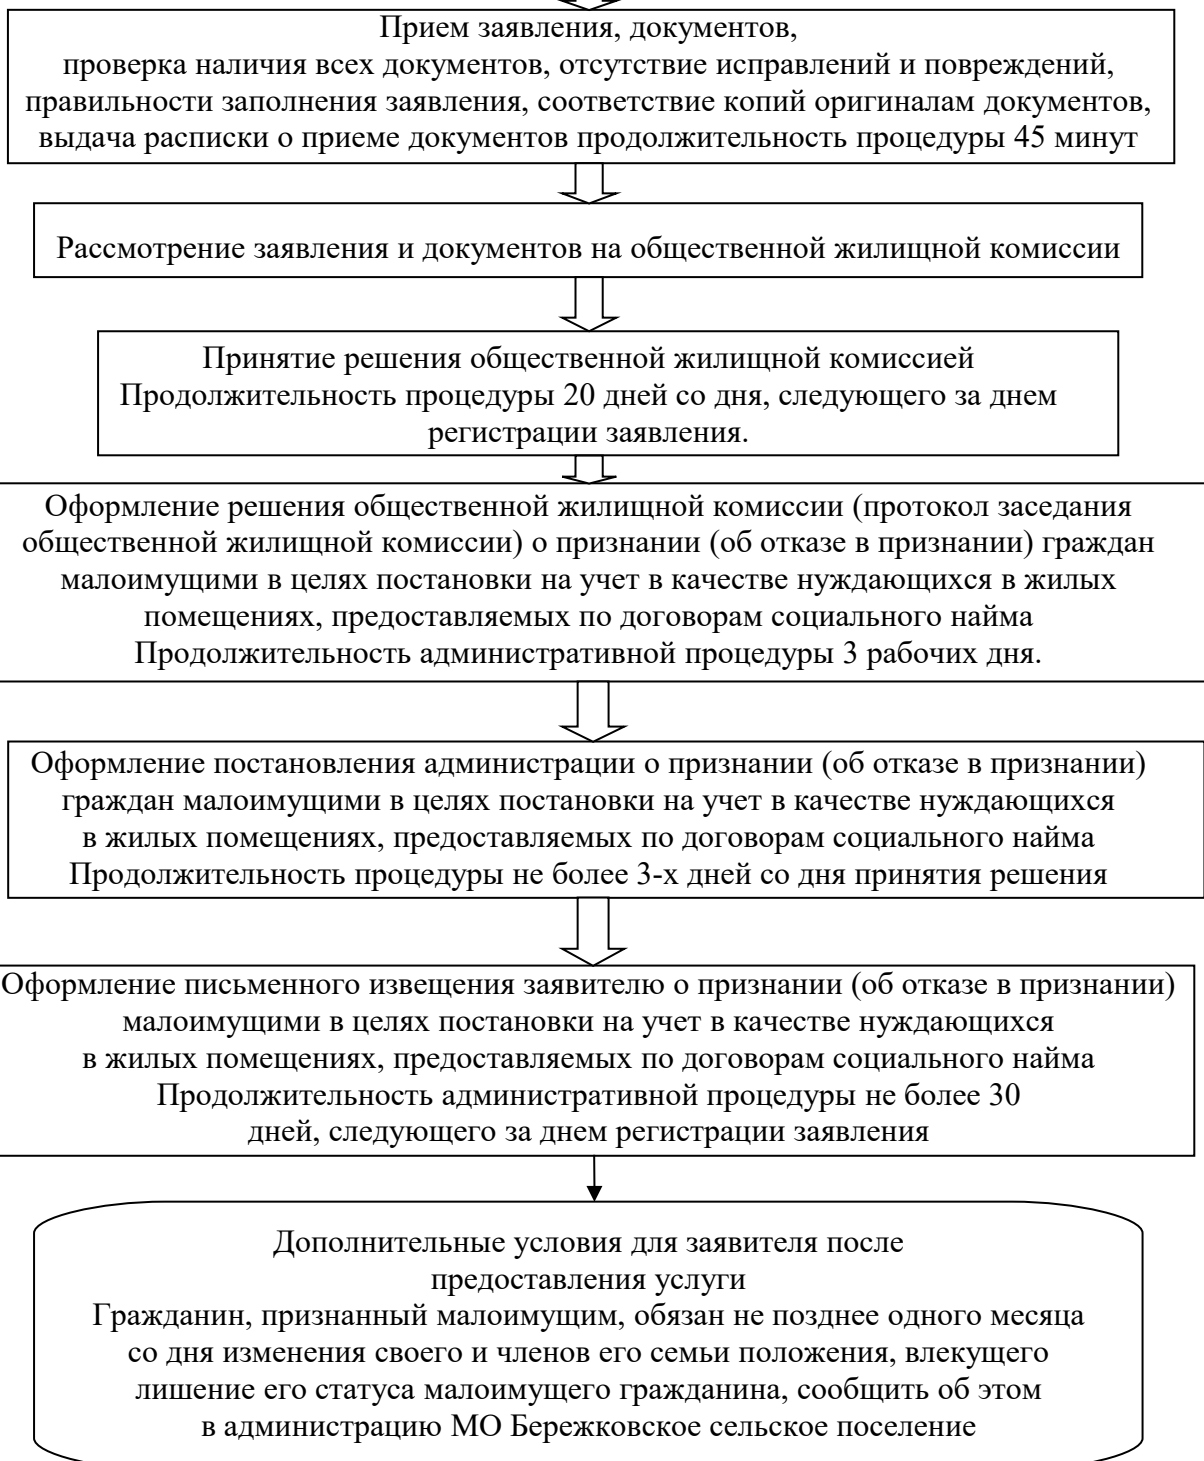 Прием заявления, документов,
проверка наличия всех документов, отсутствие исправлений и повреждений,
правильности заполнения заявления, соответствие копий оригиналам документов,
выдача расписки о приеме документов продолжительность процедуры 45 минут
Рассмотрение заявления и документов на общественной жилищной комиссии
Принятие решения общественной жилищной комиссией
Продолжительность процедуры 20 дней со дня, следующего за днем
регистрации заявления.
Оформление решения общественной жилищной комиссии (протокол заседания
общественной жилищной комиссии) о признании (об отказе в признании) граждан
малоимущими в целях постановки на учет в качестве нуждающихся в жилых
помещениях, предоставляемых по договорам социального найма
Продолжительность административной процедуры 3 рабочих дня.
Оформление постановления администрации о признании (об отказе в признании)
граждан малоимущими в целях постановки на учет в качестве нуждающихся
в жилых помещениях, предоставляемых по договорам социального найма
Продолжительность процедуры не более 3-х дней со дня принятия решения
Оформление письменного извещения заявителю о признании (об отказе в признании)
малоимущими в целях постановки на учет в качестве нуждающихся
в жилых помещениях, предоставляемых по договорам социального найма
Продолжительность административной процедуры не более 30
дней, следующего за днем регистрации заявления
Дополнительные условия для заявителя после
предоставления услуги
Гражданин, признанный малоимущим, обязан не позднее одного месяца
со дня изменения своего и членов его семьи положения, влекущего
лишение его статуса малоимущего гражданина, сообщить об этом
в администрацию МО Бережковское сельское поселение